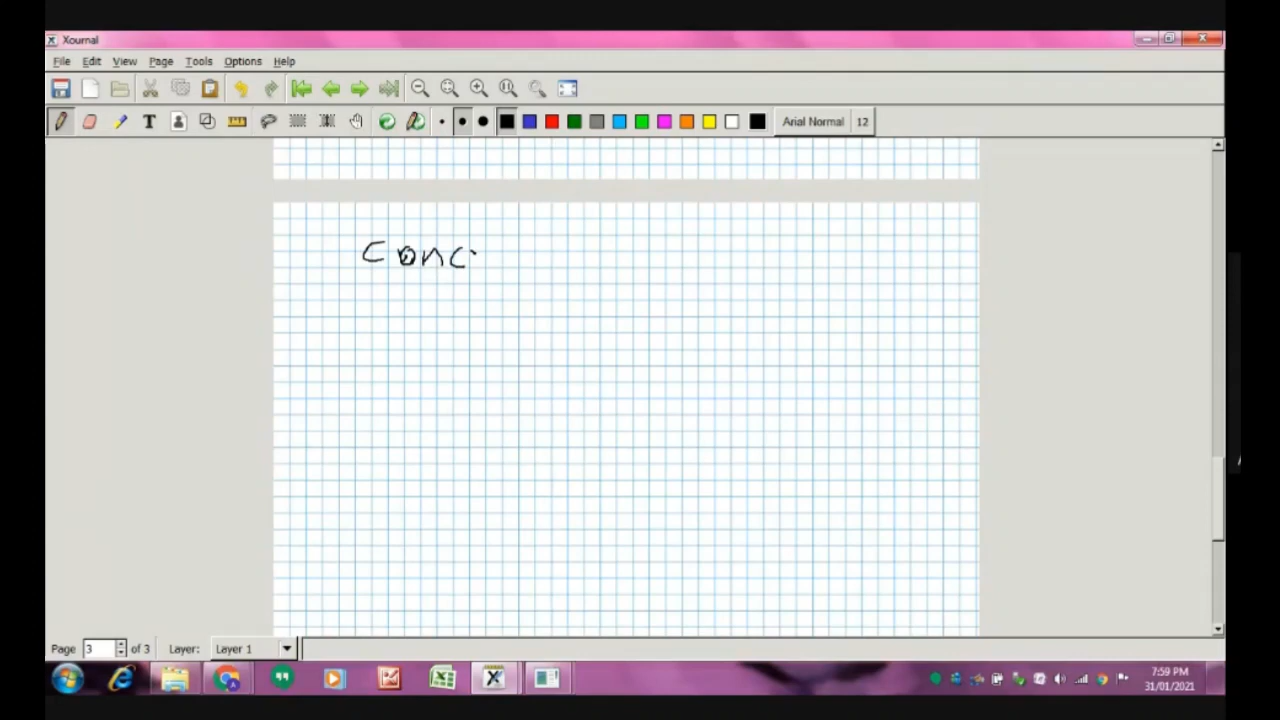 Xournal
File Edit View Page Tools Options Help
T Arial Normal 12
Conc
Page 3 of 3 Layer: Layer 1
7:59 PM
31/01/2021